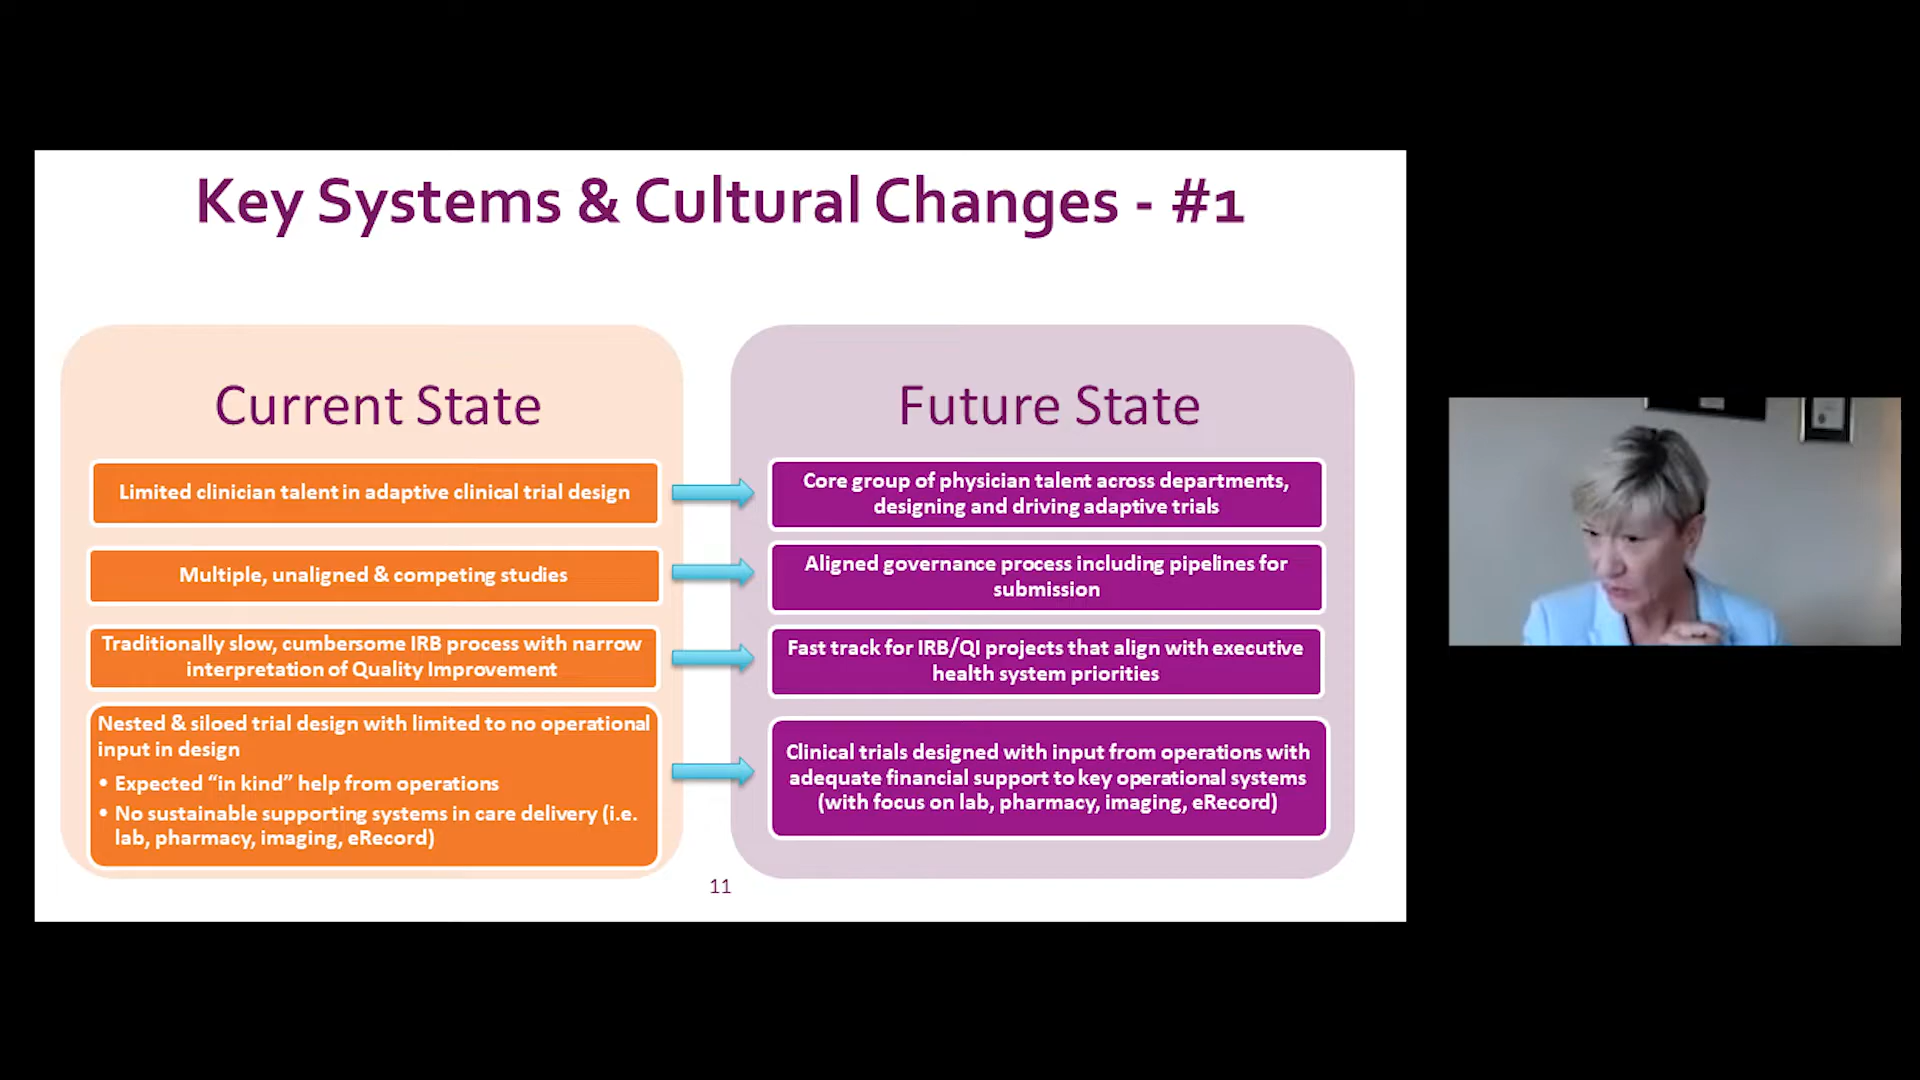 Key Systems & Cultural Changes - #1
Current State
Limited clinician talent in adaptive clinical trial design
Multiple, unaligned & competing studies
Traditionally slow, cumbersome IRB process with narrow
interpretation of Quality Improvement
Nested & siloed trial design with limited to no operational
input in design
• Expected “in kind” help from operations
• No sustainable supporting systems in care delivery (i.e.
lab, pharmacy, imaging, eRecord)
Future State
Core group of physician talent across departments,
designing and driving adaptive trials
Aligned governance process including pipelines for
submission
Fast track for IRB/QI projects that align with executive
health system priorities
Clinical trials designed with input from operations with
adequate financial support to key operational systems
(with focus on lab, pharmacy, imaging, eRecord)
11